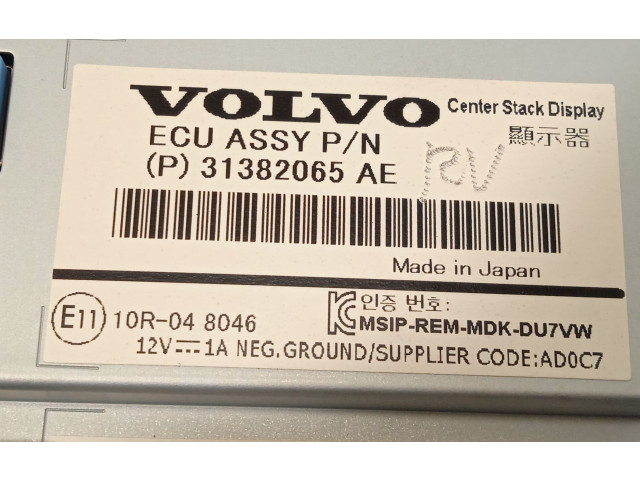 VOLVO Center Stack Display
ECU ASSY P/N 顯示器
(P) 31382065 AE
Made in Japan
E11 10R-04 8046
인증 번호:
MSIP-REM-MDK-DU7VW
12V⎓1A NEG.GROUND/SUPPLIER CODE:AD0C7